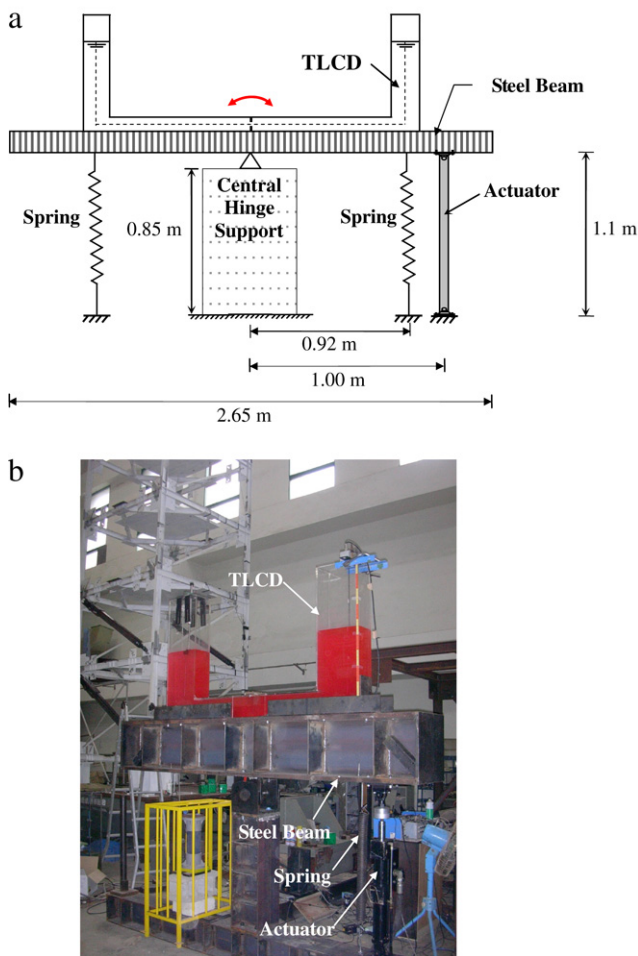 a
TLCD
Steel Beam
Spring
0.85 m
Central
Hinge
Support
Spring
Actuator
1.1 m
0.92 m
1.00 m
2.65 m
b
TLCD
Steel Beam
Spring
Actuator